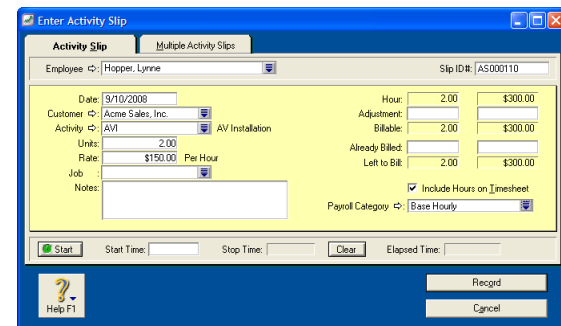 Enter Activity Slip
Activity Slip Multiple Activity Slips
Employee ⇨: Hopper, Lynne Slip ID#: AS000110
Date: 9/10/2008 Hour: 2.00 $300.00
Customer ⇨: Acme Sales, Inc. Adjustment:
Activity ⇨: AVI AV Installation Billable: 2.00 $300.00
Units: 2.00 Already Billed:
Rate: $150.00 Per Hour Left to Bill: 2.00 $300.00
Job :
Notes: Include Hours on Timesheet
Payroll Category ⇨: Base Hourly
Start Start Time: Stop Time: Clear Elapsed Time:
Help F1 Record
Cancel